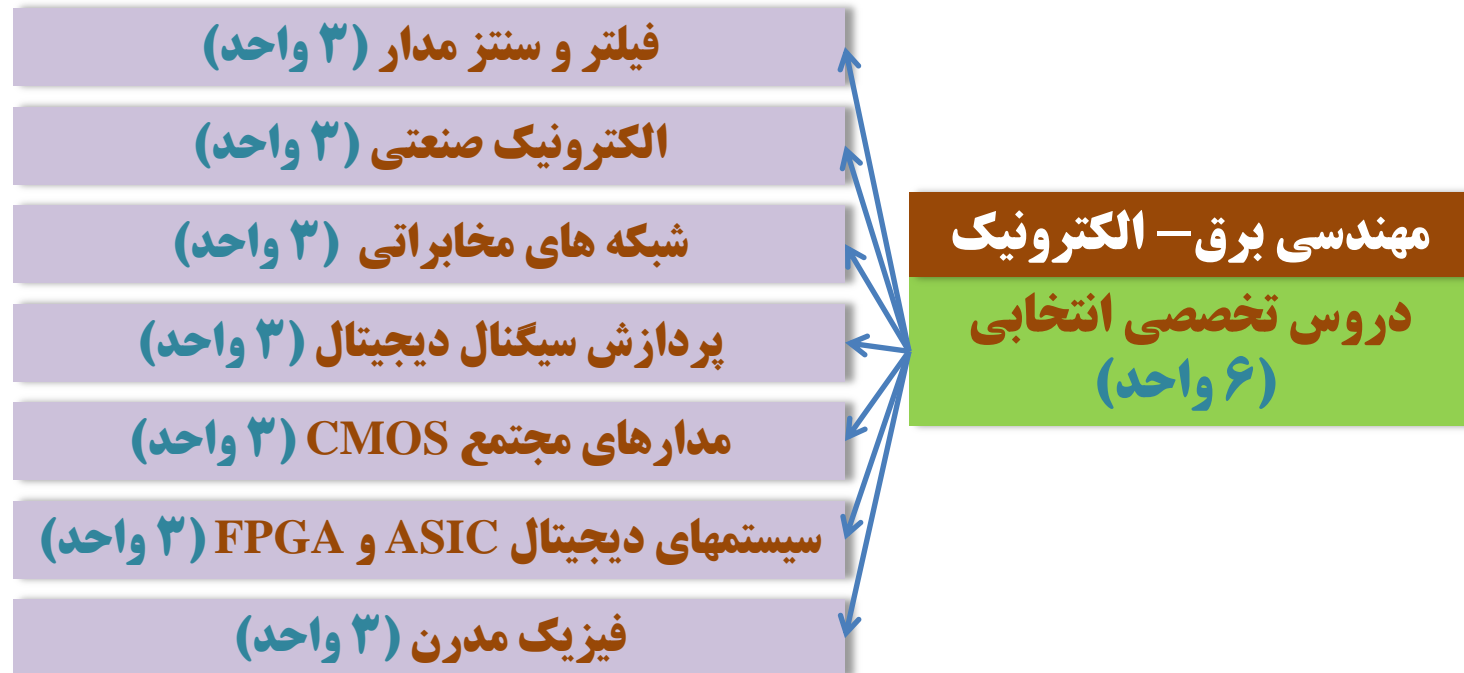 مهندسی برق– الکترونیک
دروس تخصصی انتخابی
(۶ واحد)
فیلتر و سنتز مدار (۳ واحد)
الکترونیک صنعتی (۳ واحد)
شبکه های مخابراتی (۳ واحد)
پردازش سیگنال دیجیتال (۳ واحد)
مدارهای مجتمع CMOS (۳ واحد)
سیستمهای دیجیتال ASIC و FPGA (۳ واحد)
فیزیک مدرن (۳ واحد)